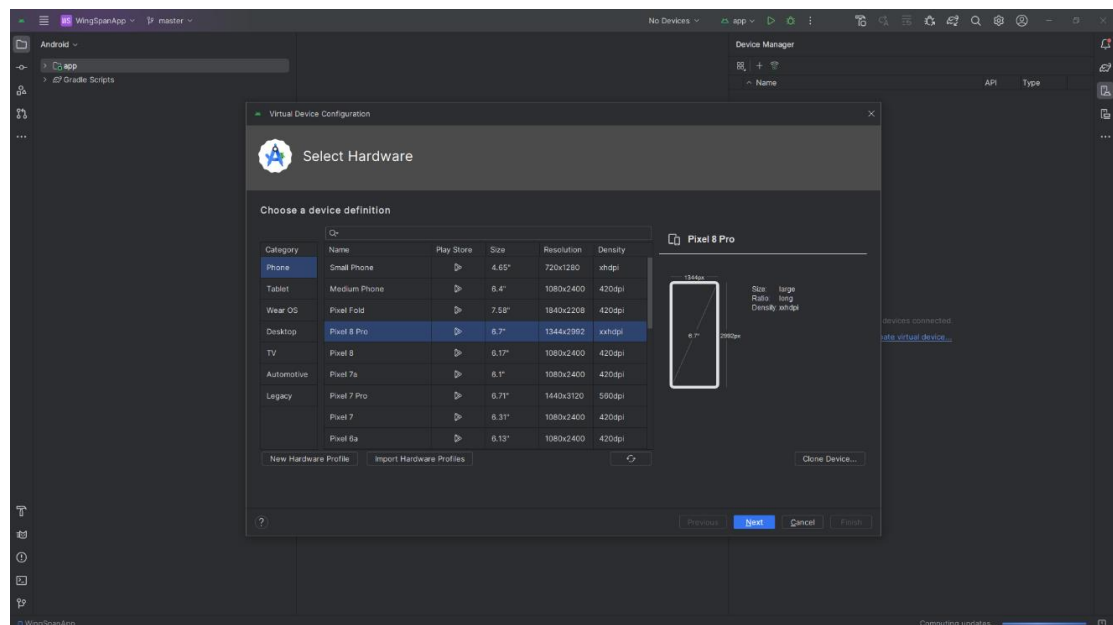 WS WingSpanApp master No Devices app
Android
app
Gradle Scripts
Device Manager
Name API Type
Virtual Device Configuration
Select Hardware
Choose a device definition
Category Name Play Store Size Resolution Density
Phone Small Phone 4.65" 720x1280 xhdpi
Tablet Medium Phone 6.4" 1080x2400 420dpi
Wear OS Pixel Fold 7.58" 1840x2208 420dpi
Desktop Pixel 8 Pro 6.7" 1344x2992 xxhdpi
TV Pixel 8 6.17" 1080x2400 420dpi
Automotive Pixel 7a 6.1" 1080x2400 420dpi
Legacy Pixel 7 Pro 6.71" 1440x3120 560dpi
Pixel 7 6.31" 1080x2400 420dpi
Pixel 6a 6.13" 1080x2400 420dpi
New Hardware Profile Import Hardware Profiles
Pixel 8 Pro
1344px
6.7" 2992px
Size: large
Ratio: long
Density: xxhdpi
Clone Device...
devices connected.
ate virtual device...
? Previous Next Cancel Finish
WingSpanApp Computing updates